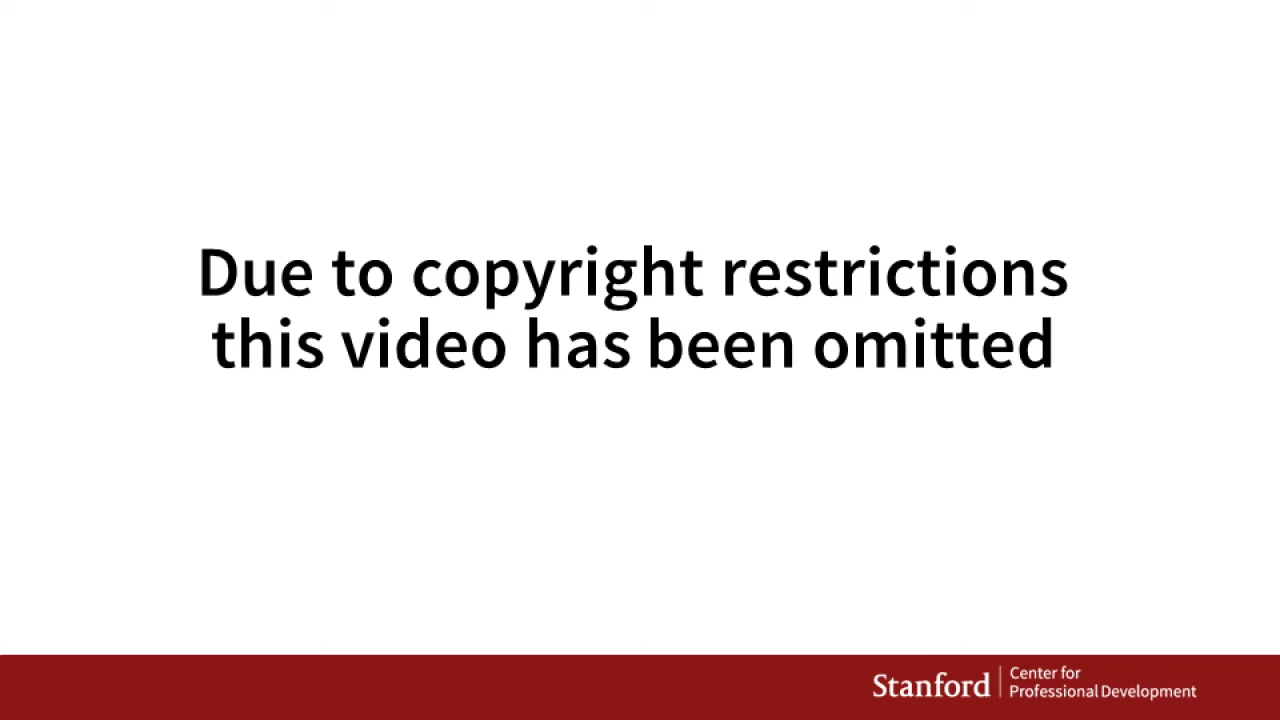 Due to copyright restrictions
this video has been omitted
Stanford
Center for
Professional Development